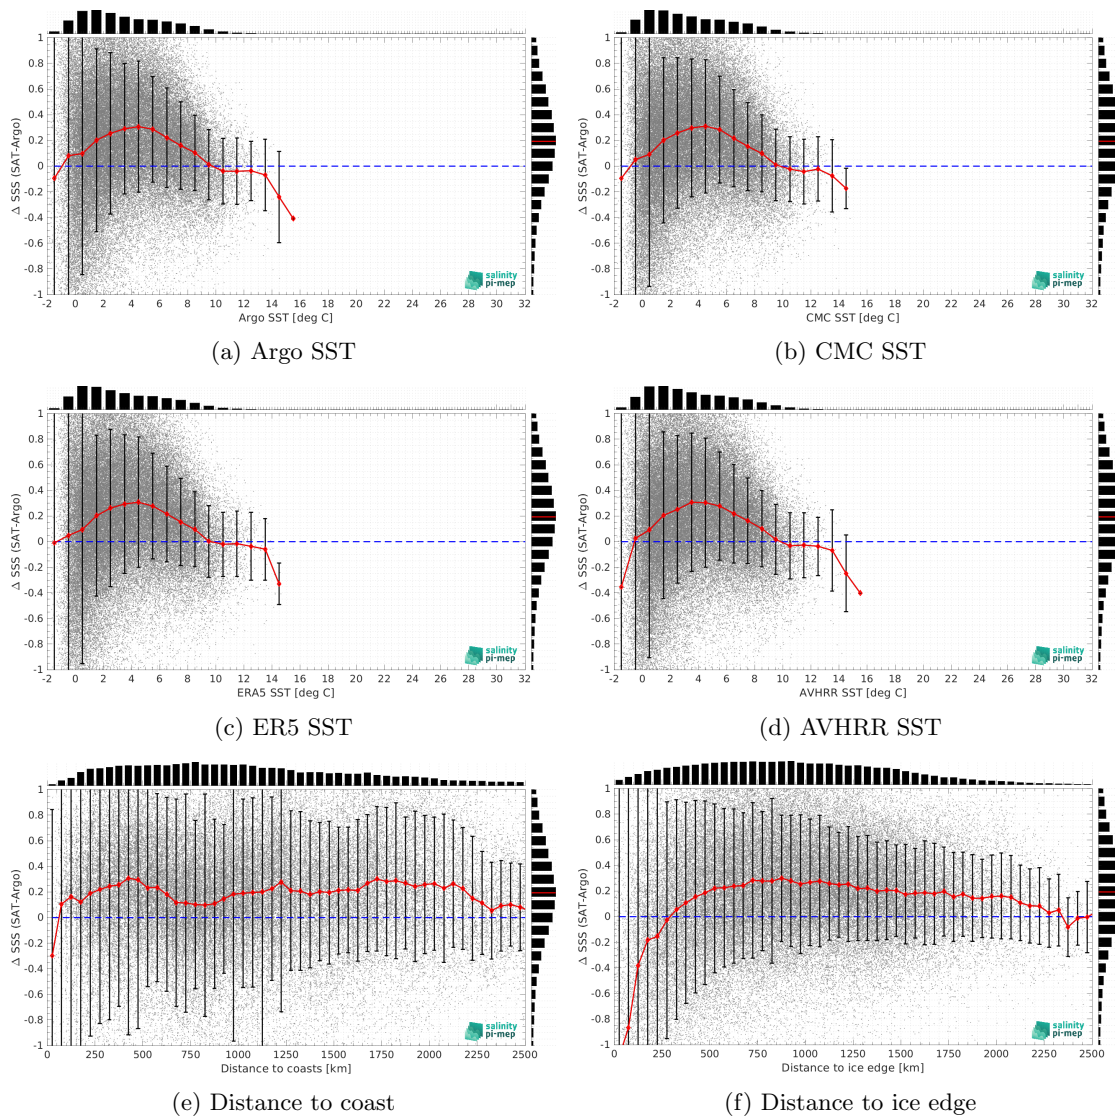 1
0.8
0.6
0.4
0.2
0
-0.2
-0.4
-0.6
-0.8
-1
Δ SSS (SAT-Argo)
-2 0 2 4 6 8 10 12 14 16 18 20 22 24 26 28 30 32
Argo SST [deg C]
salinity
pi-mep
(a) Argo SST
1
0.8
0.6
0.4
0.2
0
-0.2
-0.4
-0.6
-0.8
-1
Δ SSS (SAT-Argo)
-2 0 2 4 6 8 10 12 14 16 18 20 22 24 26 28 30 32
CMC SST [deg C]
salinity
pi-mep
(b) CMC SST
1
0.8
0.6
0.4
0.2
0
-0.2
-0.4
-0.6
-0.8
-1
Δ SSS (SAT-Argo)
-2 0 2 4 6 8 10 12 14 16 18 20 22 24 26 28 30 32
ERA5 SST [deg C]
salinity
pi-mep
(c) ER5 SST
1
0.8
0.6
0.4
0.2
0
-0.2
-0.4
-0.6
-0.8
-1
Δ SSS (SAT-Argo)
-2 0 2 4 6 8 10 12 14 16 18 20 22 24 26 28 30 32
AVHRR SST [deg C]
salinity
pi-mep
(d) AVHRR SST
1
0.8
0.6
0.4
0.2
0
-0.2
-0.4
-0.6
-0.8
-1
Δ SSS (SAT-Argo)
0 250 500 750 1000 1250 1500 1750 2000 2250 2500
Distance to coasts [km]
salinity
pi-mep
(e) Distance to coast
1
0.8
0.6
0.4
0.2
0
-0.2
-0.4
-0.6
-0.8
-1
Δ SSS (SAT-Argo)
0 250 500 750 1000 1250 1500 1750 2000 2250 2500
Distance to ice edge [km]
salinity
pi-mep
(f) Distance to ice edge